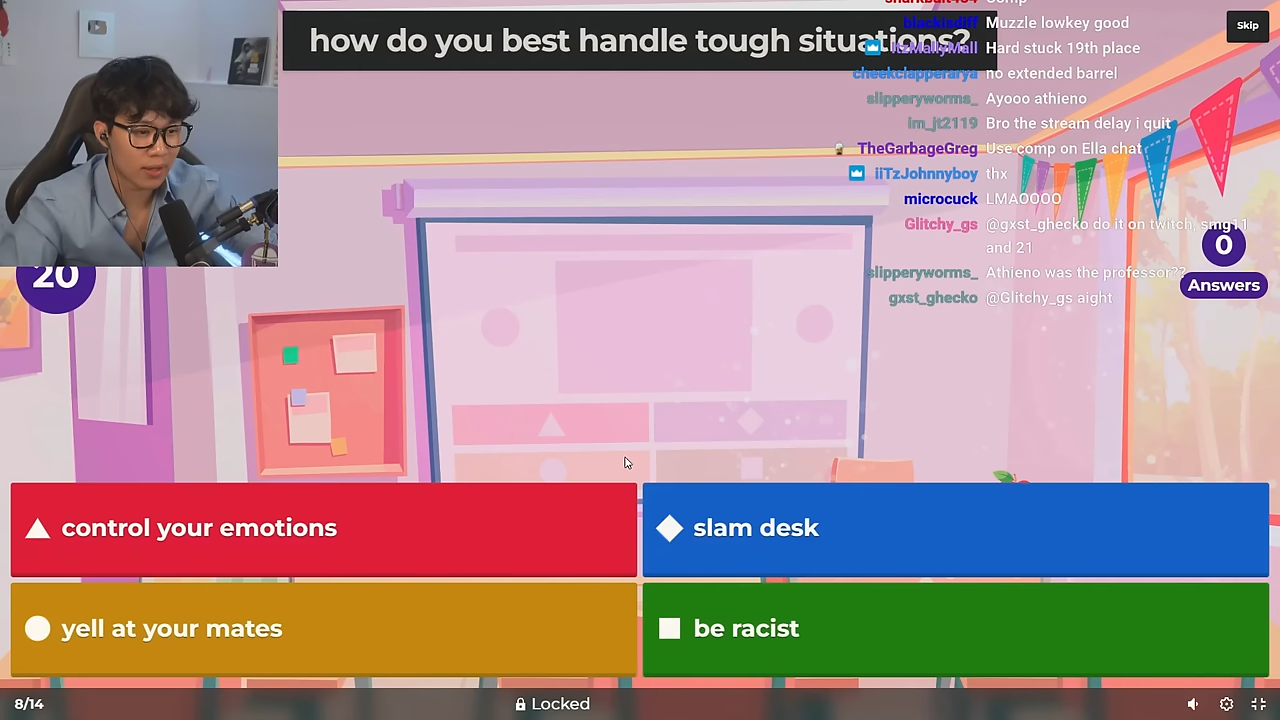 how do you best handle tough situations?
Skip
Comp
blackindiff Muzzle lowkey good
ItzMallyMall Hard stuck 19th place
cheekclapperarya no extended barrel
slipperyworms_ Ayooo athieno
im_jt2119 Bro the stream delay i quit
TheGarbageGreg Use comp on Ella chat
iiTzJohnnyboy thx
microcuck LMAOOOO
Glitchy_gs @gxst_ghecko do it on twitch, smg11
and 21
slipperyworms_ Athieno was the professor??
gxst_ghecko @Glitchy_gs aight
20
0
Answers
control your emotions
slam desk
yell at your mates
be racist
8/14
Locked